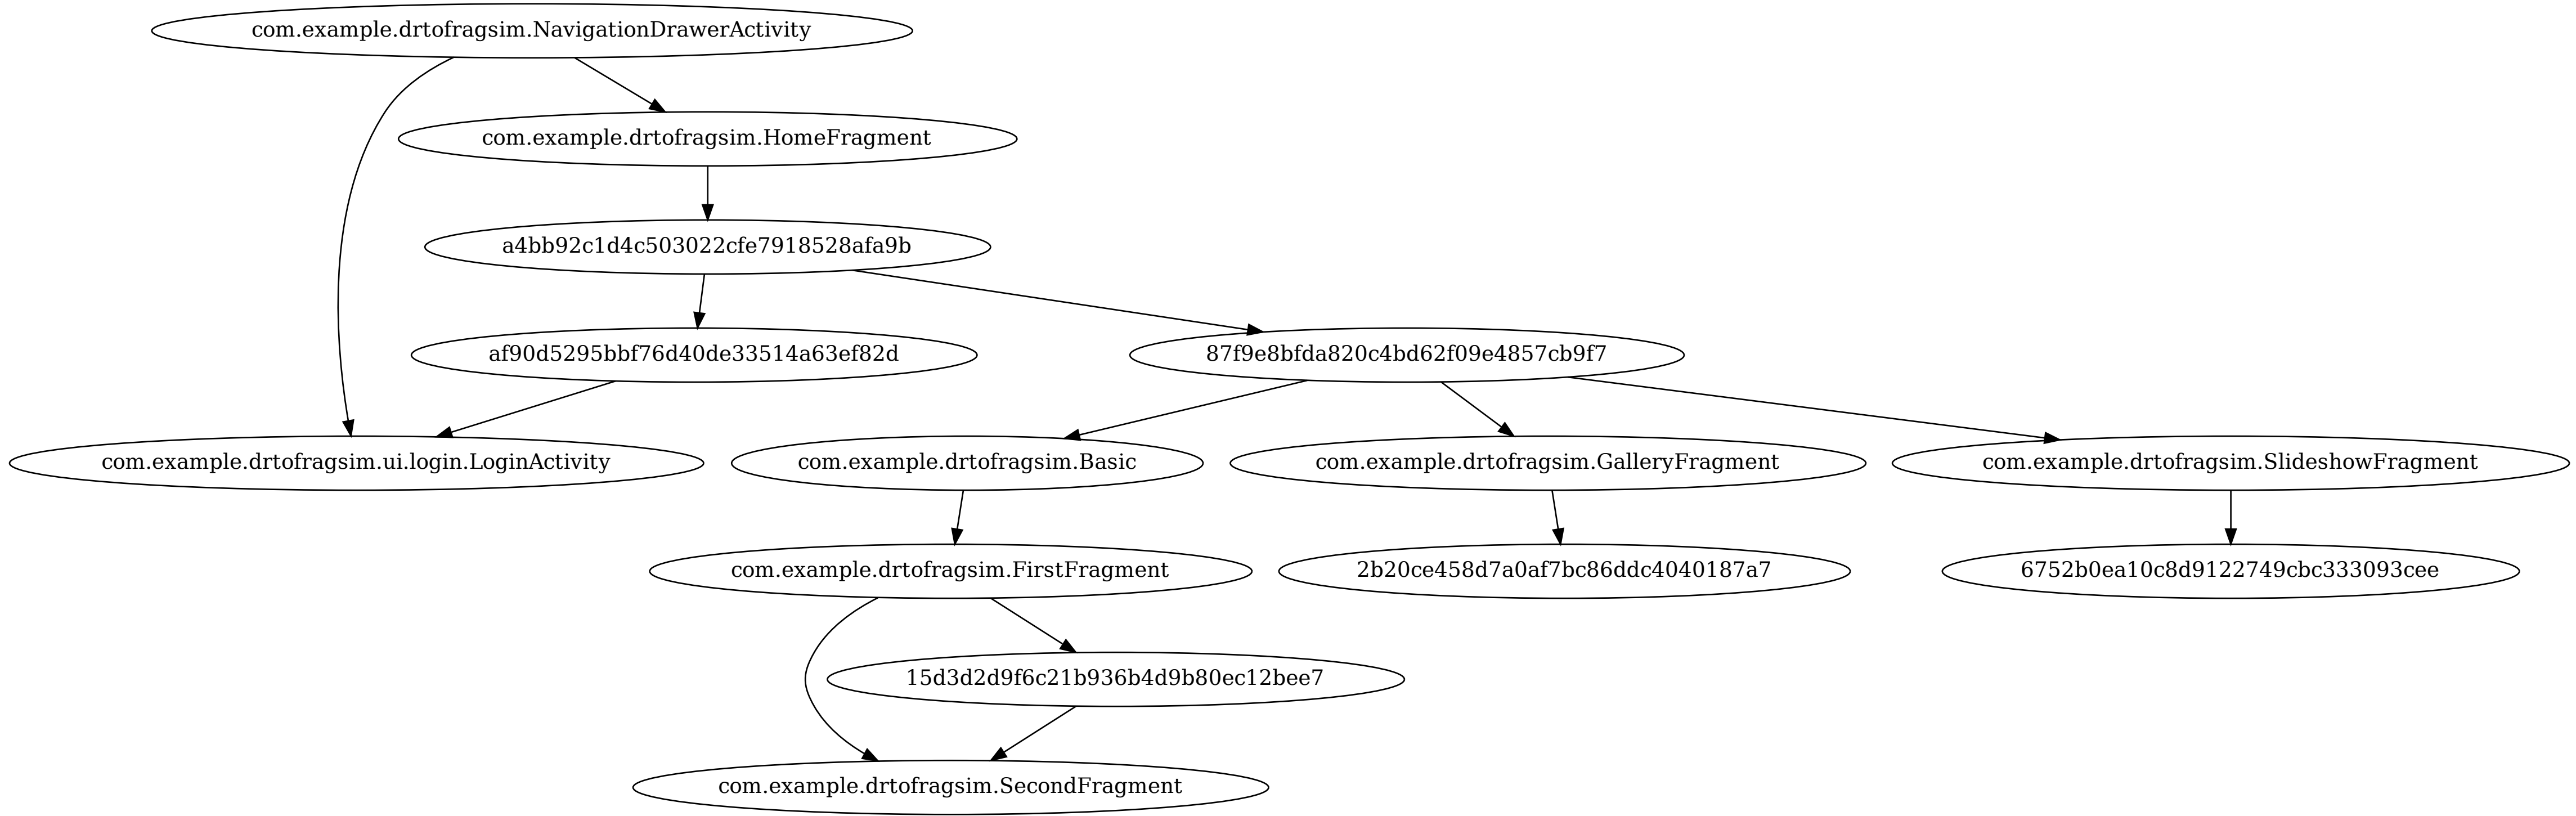 com.example.drtofragsim.NavigationDrawerActivity
com.example.drtofragsim.HomeFragment
a4bb92c1d4c503022cfe7918528afa9b
af90d5295bbf76d40de33514a63ef82d
87f9e8bfda820c4bd62f09e4857cb9f7
com.example.drtofragsim.ui.login.LoginActivity
com.example.drtofragsim.Basic
com.example.drtofragsim.GalleryFragment
com.example.drtofragsim.SlideshowFragment
com.example.drtofragsim.FirstFragment
2b20ce458d7a0af7bc86ddc4040187a7
6752b0ea10c8d9122749cbc333093cee
15d3d2d9f6c21b936b4d9b80ec12bee7
com.example.drtofragsim.SecondFragment